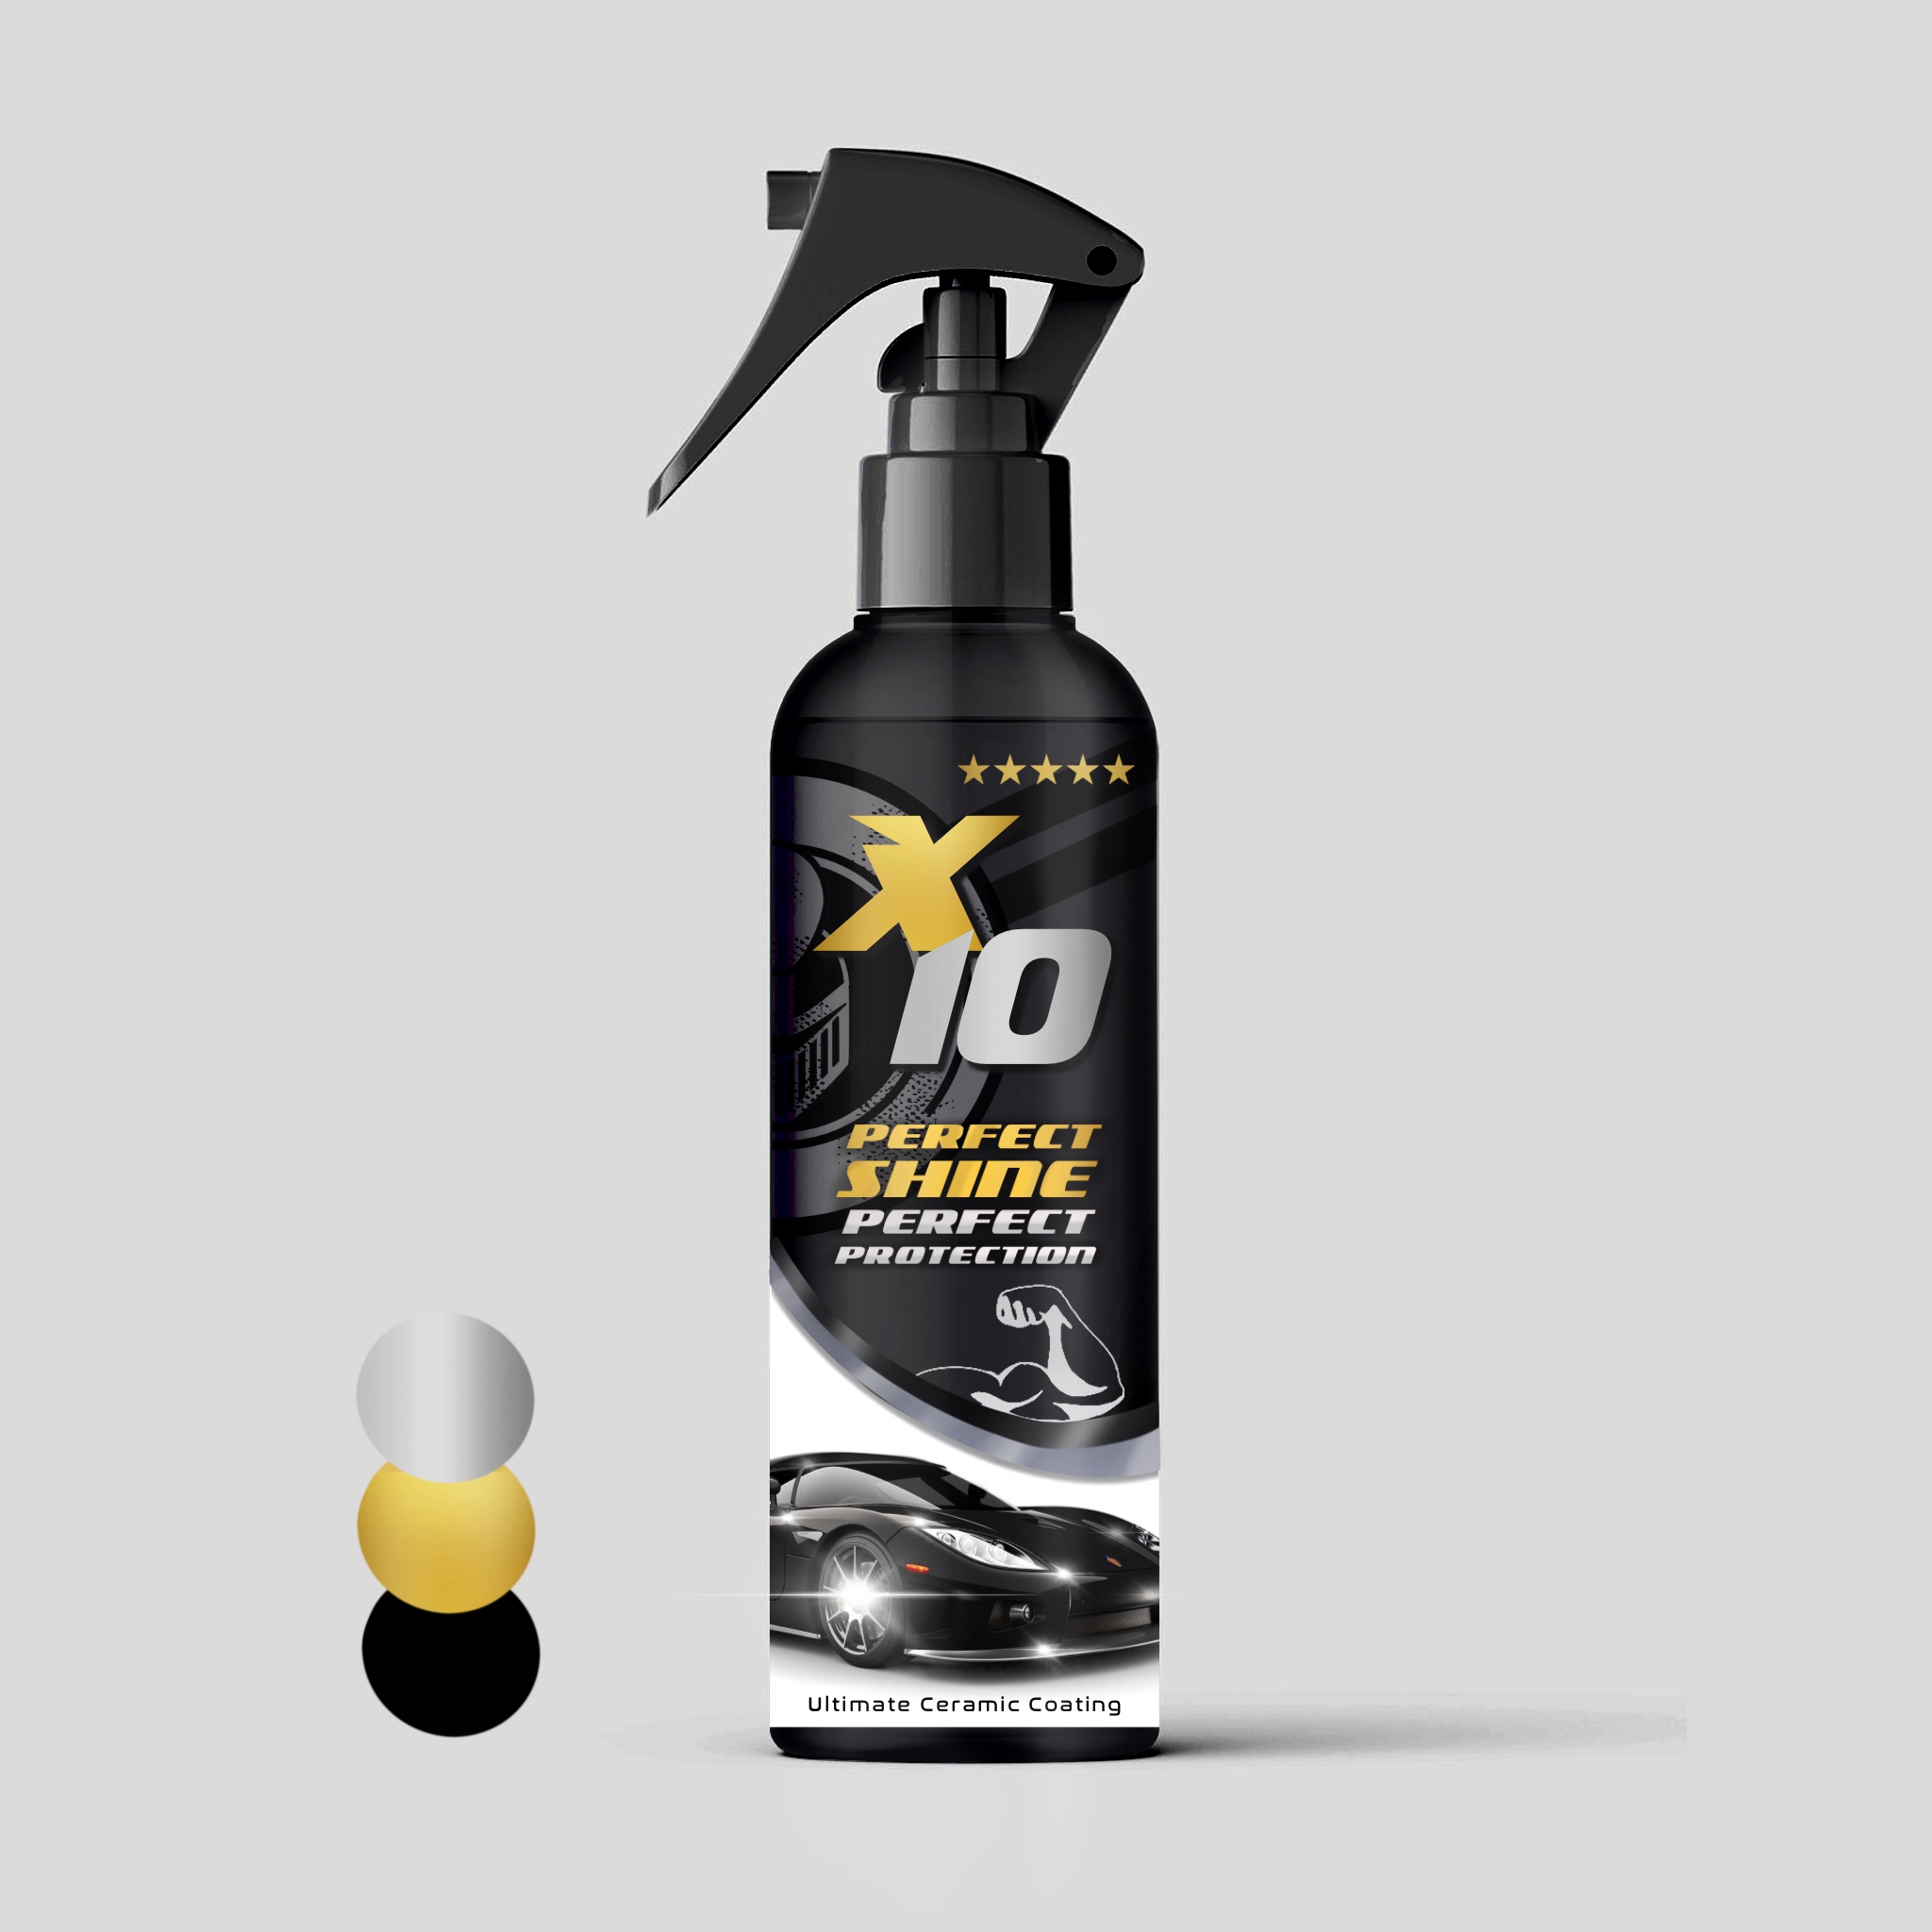 X
10
PERFECT
SHINE
PERFECT
PROTECTION
Ultimate Ceramic Coating